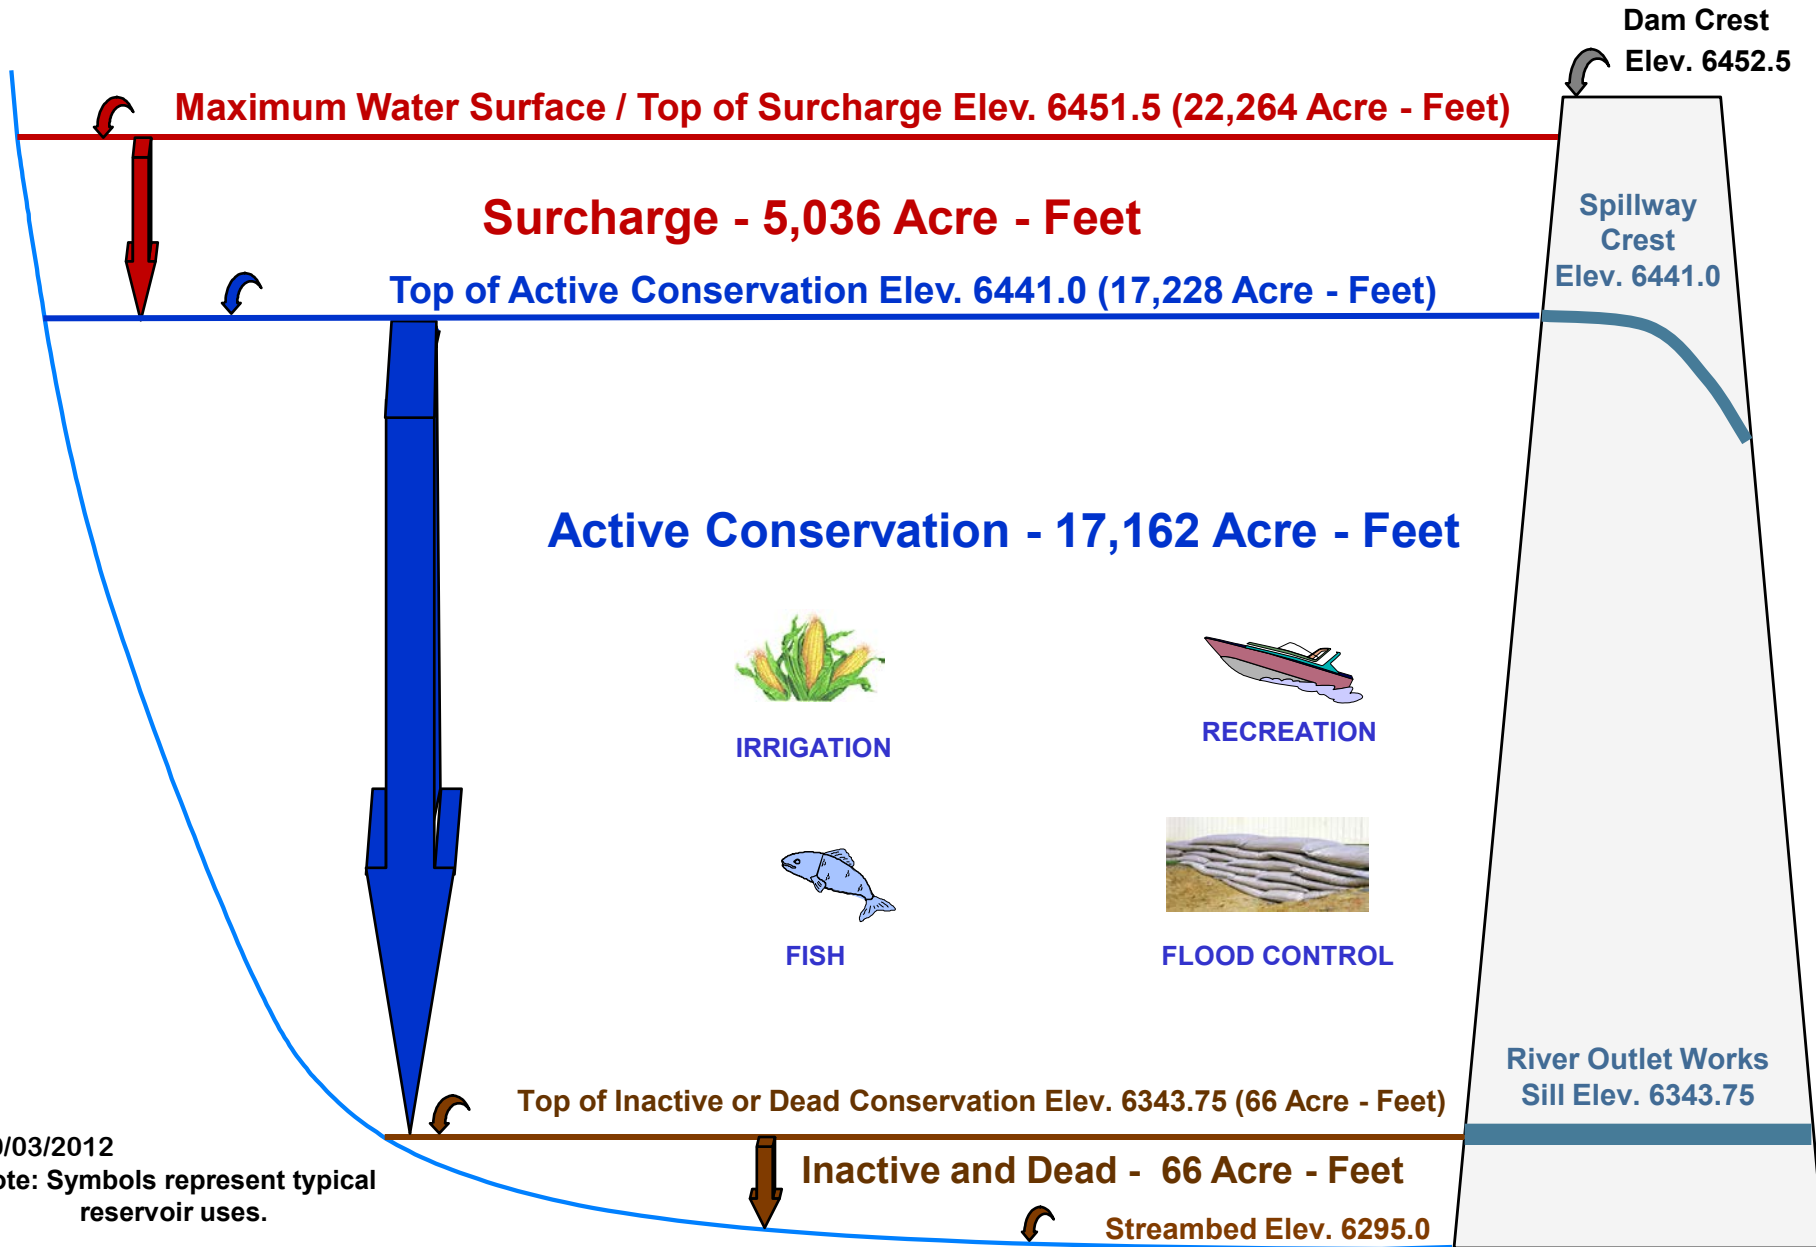 Dam Crest
Elev. 6452.5
Maximum Water Surface / Top of Surcharge Elev. 6451.5 (22,264 Acre - Feet)
Surcharge - 5,036 Acre - Feet
Spillway
Crest
Elev. 6441.0
Top of Active Conservation Elev. 6441.0 (17,228 Acre - Feet)
Active Conservation - 17,162 Acre - Feet
IRRIGATION
RECREATION
FISH
FLOOD CONTROL
River Outlet Works
Sill Elev. 6343.75
Top of Inactive or Dead Conservation Elev. 6343.75 (66 Acre - Feet)
Inactive and Dead - 66 Acre - Feet
Streambed Elev. 6295.0
/03/2012
ote: Symbols represent typical
reservoir uses.